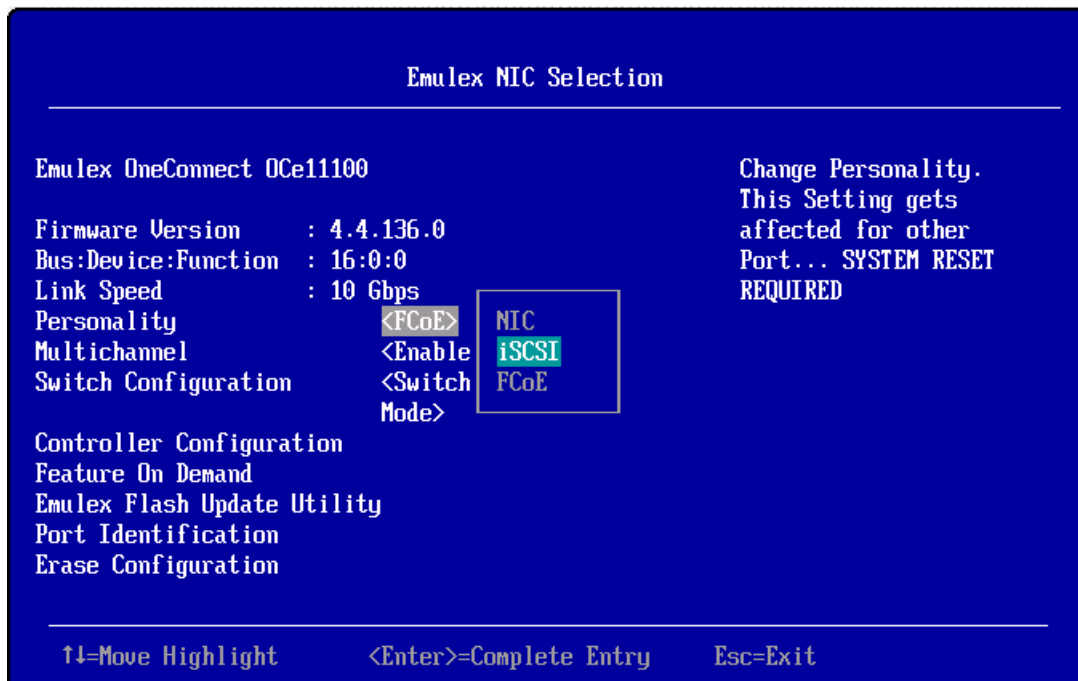 Emulex NIC Selection
Emulex OneConnect OCe11100
Firmware Version : 4.4.136.0
Bus:Device:Function : 16:0:0
Link Speed : 10 Gbps
Personality <FCoE>
Multichannel <Enable
Switch Configuration <Switch
Mode>
Controller Configuration
Feature On Demand
Emulex Flash Update Utility
Port Identification
Erase Configuration
NIC
iSCSI
FCoE
Change Personality.
This Setting gets
affected for other
Port... SYSTEM RESET
REQUIRED
↑↓=Move Highlight <Enter>=Complete Entry Esc=Exit